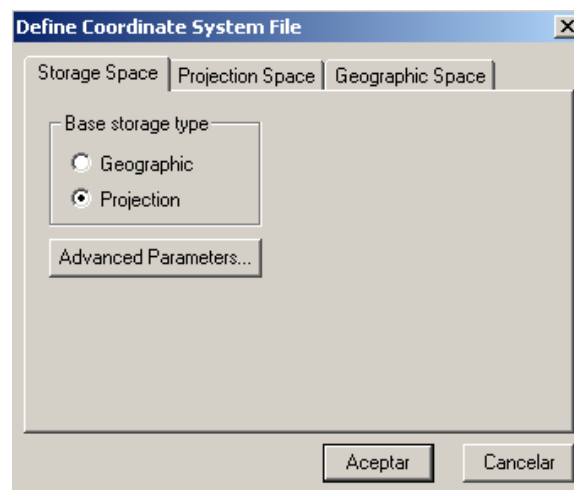 Define Coordinate System File
Storage Space Projection Space Geographic Space
Base storage type
Geographic
Projection
Advanced Parameters...
Aceptar Cancelar